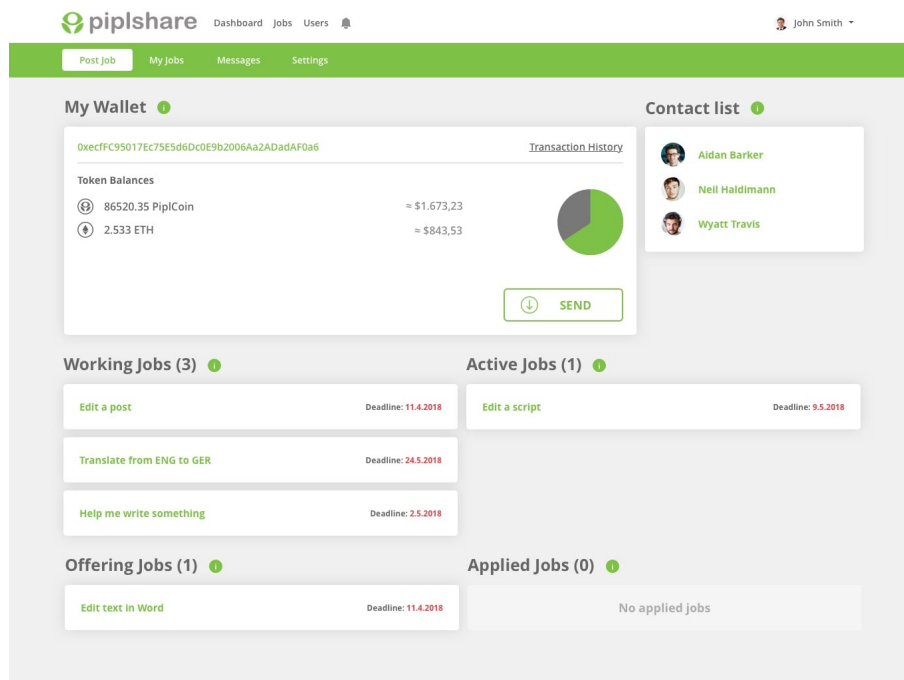 piplshare Dashboard Jobs Users John Smith
Post Job My Jobs Messages Settings
My Wallet i
Contact list i
0xecfFC95017Ec75E5d6Dc0E9b2006Aa2ADadAF0a6 Transaction History
Aidan Barker
Token Balances
Neil Haldimann
86520.35 PiplCoin ≈ $1.673,23
Wyatt Travis
2.533 ETH ≈ $843,53
SEND
Working Jobs (3) i
Active Jobs (1) i
Edit a post Deadline: 11.4.2018
Edit a script Deadline: 9.5.2018
Translate from ENG to GER Deadline: 24.5.2018
Help me write something Deadline: 2.5.2018
Offering Jobs (1) i
Applied Jobs (0) i
Edit text in Word Deadline: 11.4.2018
No applied jobs